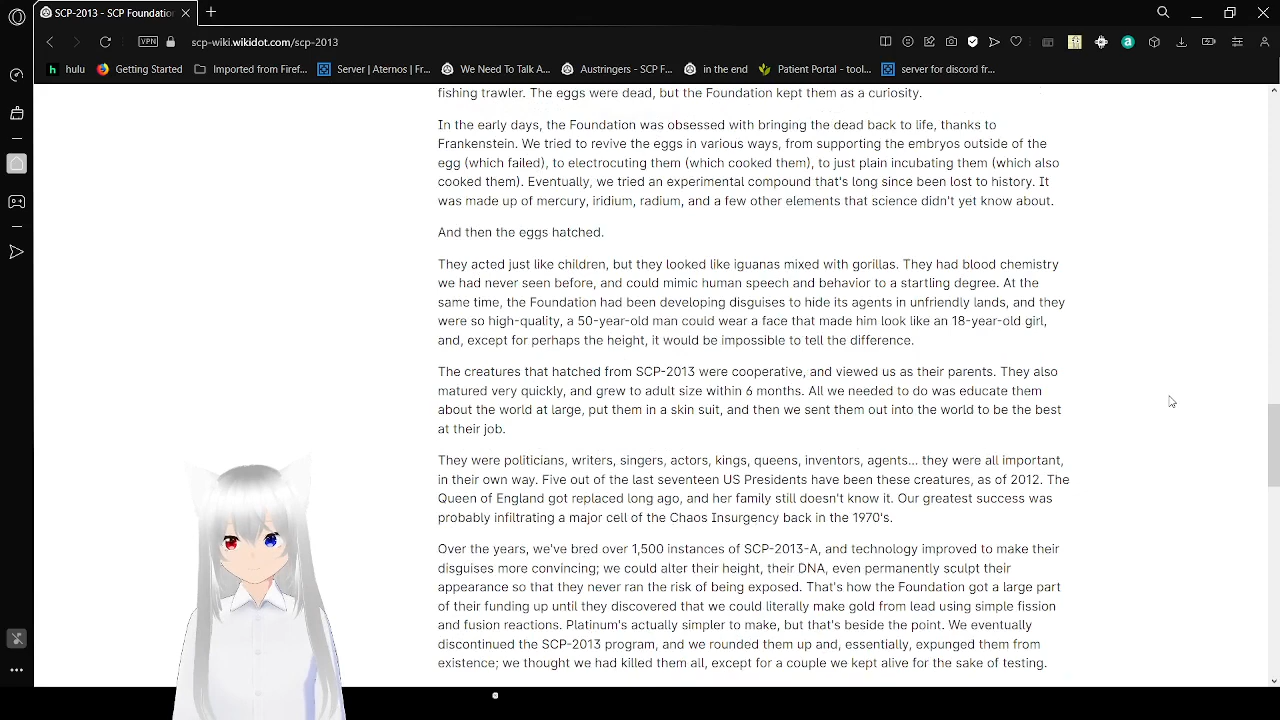 SCP-2013 - SCP Foundation
scp-wiki.wikidot.com/scp-2013
VPN
hulu
Getting Started
Imported from Firef...
Server | Aternos | Fr...
We Need To Talk A...
Austringers - SCP F...
in the end
Patient Portal - tool...
server for discord fr...
fishing trawler. The eggs were dead, but the Foundation kept them as a curiosity.
In the early days, the Foundation was obsessed with bringing the dead back to life, thanks to
Frankenstein. We tried to revive the eggs in various ways, from supporting the embryos outside of the
egg (which failed), to electrocuting them (which cooked them), to just plain incubating them (which also
cooked them). Eventually, we tried an experimental compound that's long since been lost to history. It
was made up of mercury, iridium, radium, and a few other elements that science didn't yet know about.
And then the eggs hatched.
They acted just like children, but they looked like iguanas mixed with gorillas. They had blood chemistry
we had never seen before, and could mimic human speech and behavior to a startling degree. At the
same time, the Foundation had been developing disguises to hide its agents in unfriendly lands, and they
were so high-quality, a 50-year-old man could wear a face that made him look like an 18-year-old girl,
and, except for perhaps the height, it would be impossible to tell the difference.
The creatures that hatched from SCP-2013 were cooperative, and viewed us as their parents. They also
matured very quickly, and grew to adult size within 6 months. All we needed to do was educate them
about the world at large, put them in a skin suit, and then we sent them out into the world to be the best
at their job.
They were politicians, writers, singers, actors, kings, queens, inventors, agents... they were all important,
in their own way. Five out of the last seventeen US Presidents have been these creatures, as of 2012. The
Queen of England got replaced long ago, and her family still doesn't know it. Our greatest success was
probably infiltrating a major cell of the Chaos Insurgency back in the 1970's.
Over the years, we've bred over 1,500 instances of SCP-2013-A, and technology improved to make their
disguises more convincing; we could alter their height, their DNA, even permanently sculpt their
appearance so that they never ran the risk of being exposed. That's how the Foundation got a large part
of their funding up until they discovered that we could literally make gold from lead using simple fission
and fusion reactions. Platinum's actually simpler to make, but that's beside the point. We eventually
discontinued the SCP-2013 program, and we rounded them up and, essentially, expunged them from
existence; we thought we had killed them all, except for a couple we kept alive for the sake of testing.